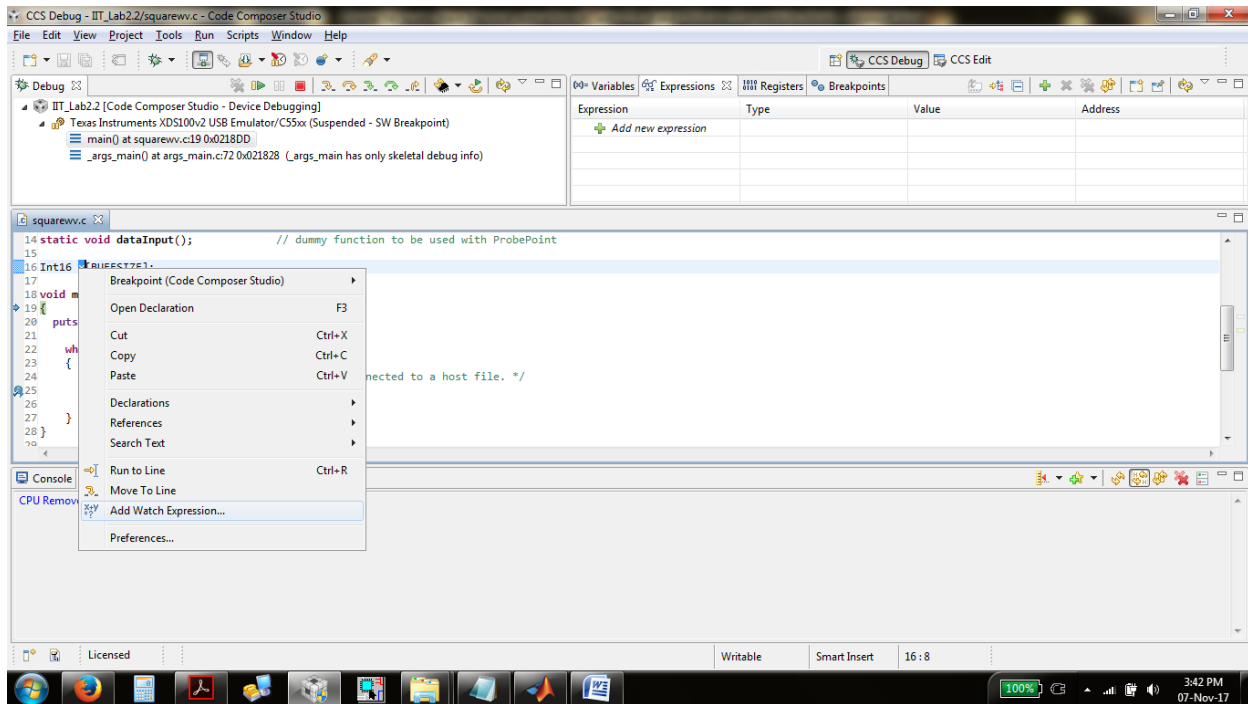 CCS Debug - IIT_Lab2.2/squarewv.c - Code Composer Studio
File Edit View Project Tools Run Scripts Window Help
CCS Debug CCS Edit
Debug
IIT_Lab2.2 [Code Composer Studio - Device Debugging]
Texas Instruments XDS100v2 USB Emulator/C55xx (Suspended - SW Breakpoint)
main() at squarewv.c:19 0x0218DD
_args_main() at args_main.c:72 0x021828 (_args_main has only skeletal debug info)
(x)= Variables Expressions Registers Breakpoints
Expression Type Value Address
Add new expression
squarewv.c
14 static void dataInput(); // dummy function to be used with ProbePoint
15
16 Int16 [BUFFSIZE];
17
18 void m
19 {
20 puts
21
22 wh
23 {
24 nected to a host file. */
25
26
27 }
28 }
29
Breakpoint (Code Composer Studio)
Open Declaration F3
Cut Ctrl+X
Copy Ctrl+C
Paste Ctrl+V
Declarations
References
Search Text
Run to Line Ctrl+R
Move To Line
Add Watch Expression...
Preferences...
Console
CPU Remov
Licensed Writable Smart Insert 16 : 8
100% 3:42 PM
07-Nov-17